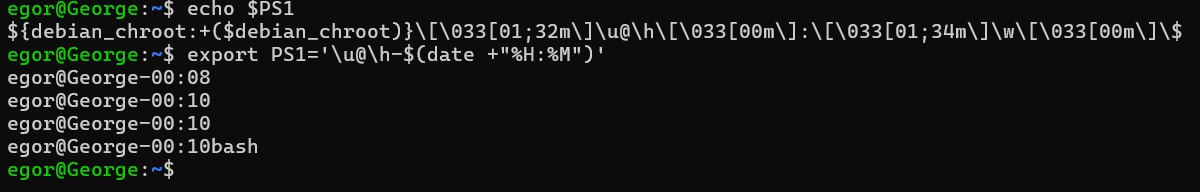 egor@George:~$ echo $PS1
${debian_chroot:+($debian_chroot)}\[\033[01;32m\]\u@\h\[\033[00m\]:\[\033[01;34m\]\w\[\033[00m\]\$
egor@George:~$ export PS1='\u@\h-$(date +"%H:%M")'
egor@George-00:08
egor@George-00:10
egor@George-00:10
egor@George-00:10bash
egor@George:~$